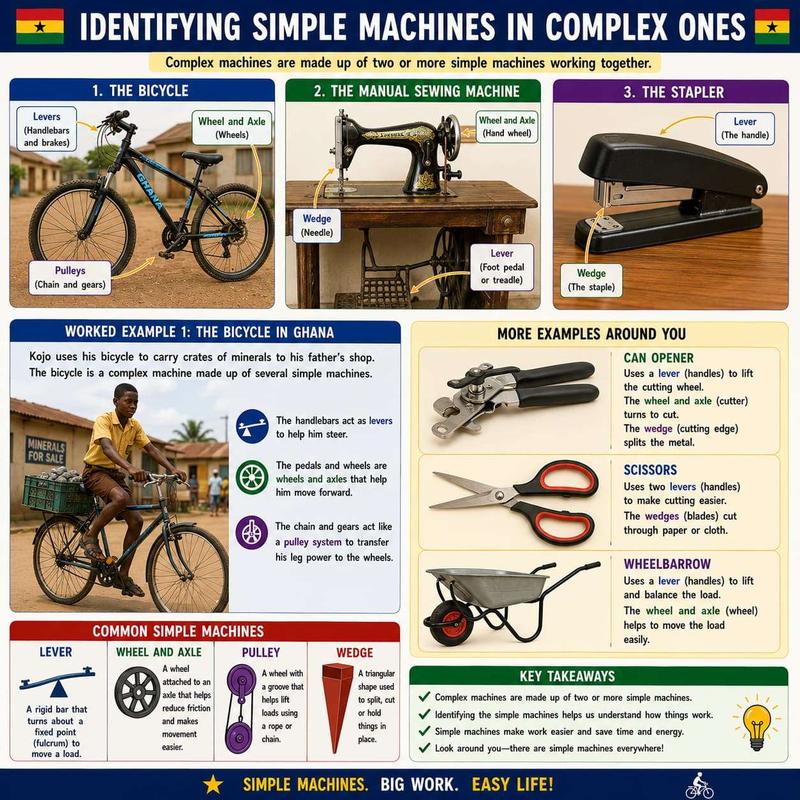 IDENTIFYING SIMPLE MACHINES IN COMPLEX ONES
Complex machines are made up of two or more simple machines working together.
1. THE BICYCLE
Levers
(Handlebars
and brakes)
Wheel and Axle
(Wheels)
GHANA
Pulleys
(Chain and gears)
2. THE MANUAL SEWING MACHINE
Wheel and Axle
(Hand wheel)
Wedge
(Needle)
Lever
(Foot pedal
or treadle)
3. THE STAPLER
Lever
(The handle)
Wedge
(The staple)
WORKED EXAMPLE 1: THE BICYCLE IN GHANA
Kojo uses his bicycle to carry crates of minerals to his father's shop.
The bicycle is a complex machine made up of several simple machines.
MINERALS
FOR SALE
The handlebars act as levers
to help him steer.
The pedals and wheels are
wheels and axles that help
him move forward.
The chain and gears act like
a pulley system to transfer
his leg power to the wheels.
MORE EXAMPLES AROUND YOU
CAN OPENER
Uses a lever (handles) to lift
the cutting wheel.
The wheel and axle (cutter)
turns to cut.
The wedge (cutting edge)
splits the metal.
SCISSORS
Uses two levers (handles)
to make cutting easier.
The wedges (blades) cut
through paper or cloth.
WHEELBARROW
Uses a lever (handles) to lift
and balance the load.
The wheel and axle (wheel)
helps to move the load
easily.
COMMON SIMPLE MACHINES
LEVER
A rigid bar that
turns about a
fixed point
(fulcrum) to
move a load.
WHEEL AND AXLE
A wheel
attached to an
axle that helps
reduce friction
and makes
movement
easier.
PULLEY
A wheel with
a groove that
helps lift
loads using
a rope or
chain.
WEDGE
A triangular
shape used
to split, cut
or hold
things in
place.
KEY TAKEAWAYS
Complex machines are made up of two or more simple machines.
Identifying the simple machines helps us understand how things work.
Simple machines make work easier and save time and energy.
Look around you—there are simple machines everywhere!
SIMPLE MACHINES. BIG WORK. EASY LIFE!